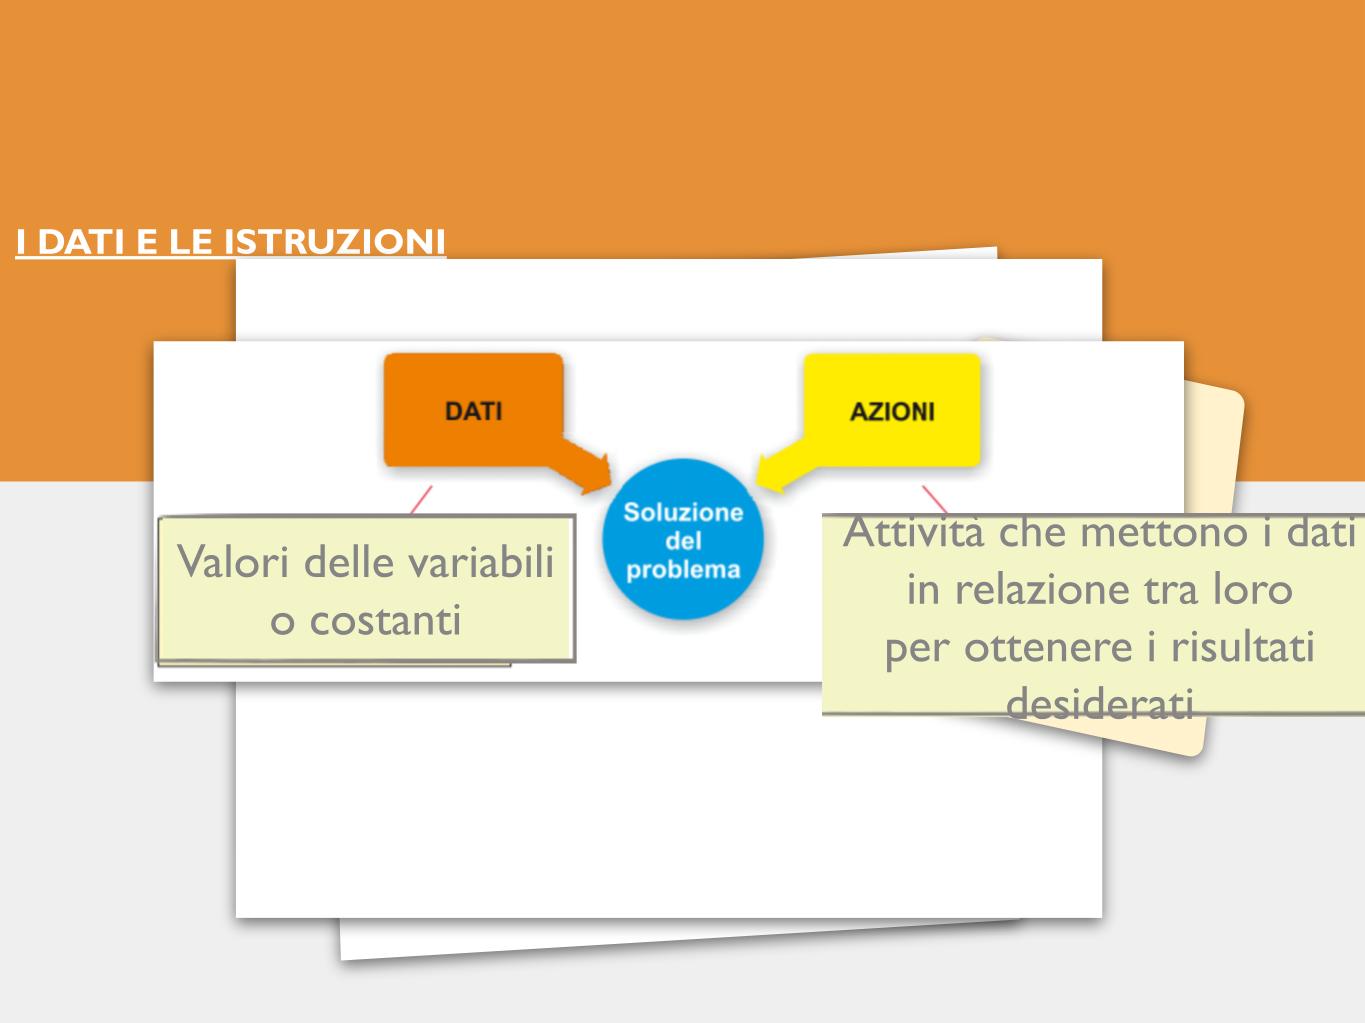 I DATI E LE ISTRUZIONI
DATI
AZIONI
Soluzione
del
problema
Valori delle variabili
o costanti
Attività che mettono i dati
in relazione tra loro
per ottenere i risultati
desiderati